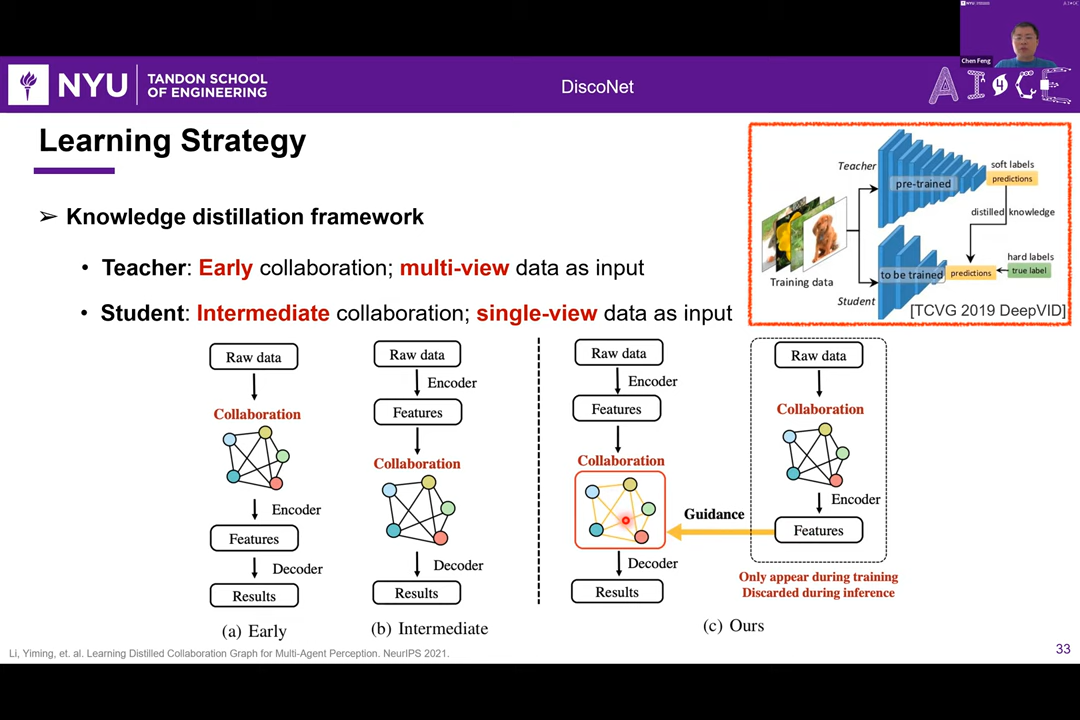 NYU
TANDON SCHOOL
OF ENGINEERING
DiscoNet
Chen Feng
AI4CE
Learning Strategy
➢ Knowledge distillation framework
• Teacher: Early collaboration; multi-view data as input
• Student: Intermediate collaboration; single-view data as input
Teacher
pre-trained
soft labels
predictions
distilled knowledge
Training data
to be trained
predictions
hard labels
true label
Student
[TCVG 2019 DeepVID]
Raw data
Collaboration
Encoder
Features
Decoder
Results
(a) Early
Raw data
Encoder
Features
Collaboration
Decoder
Results
(b) Intermediate
Raw data
Encoder
Features
Collaboration
Decoder
Results
Guidance
Raw data
Collaboration
Encoder
Features
Only appear during training
Discarded during inference
(c) Ours
Li, Yiming, et. al. Learning Distilled Collaboration Graph for Multi-Agent Perception. NeurIPS 2021.
33